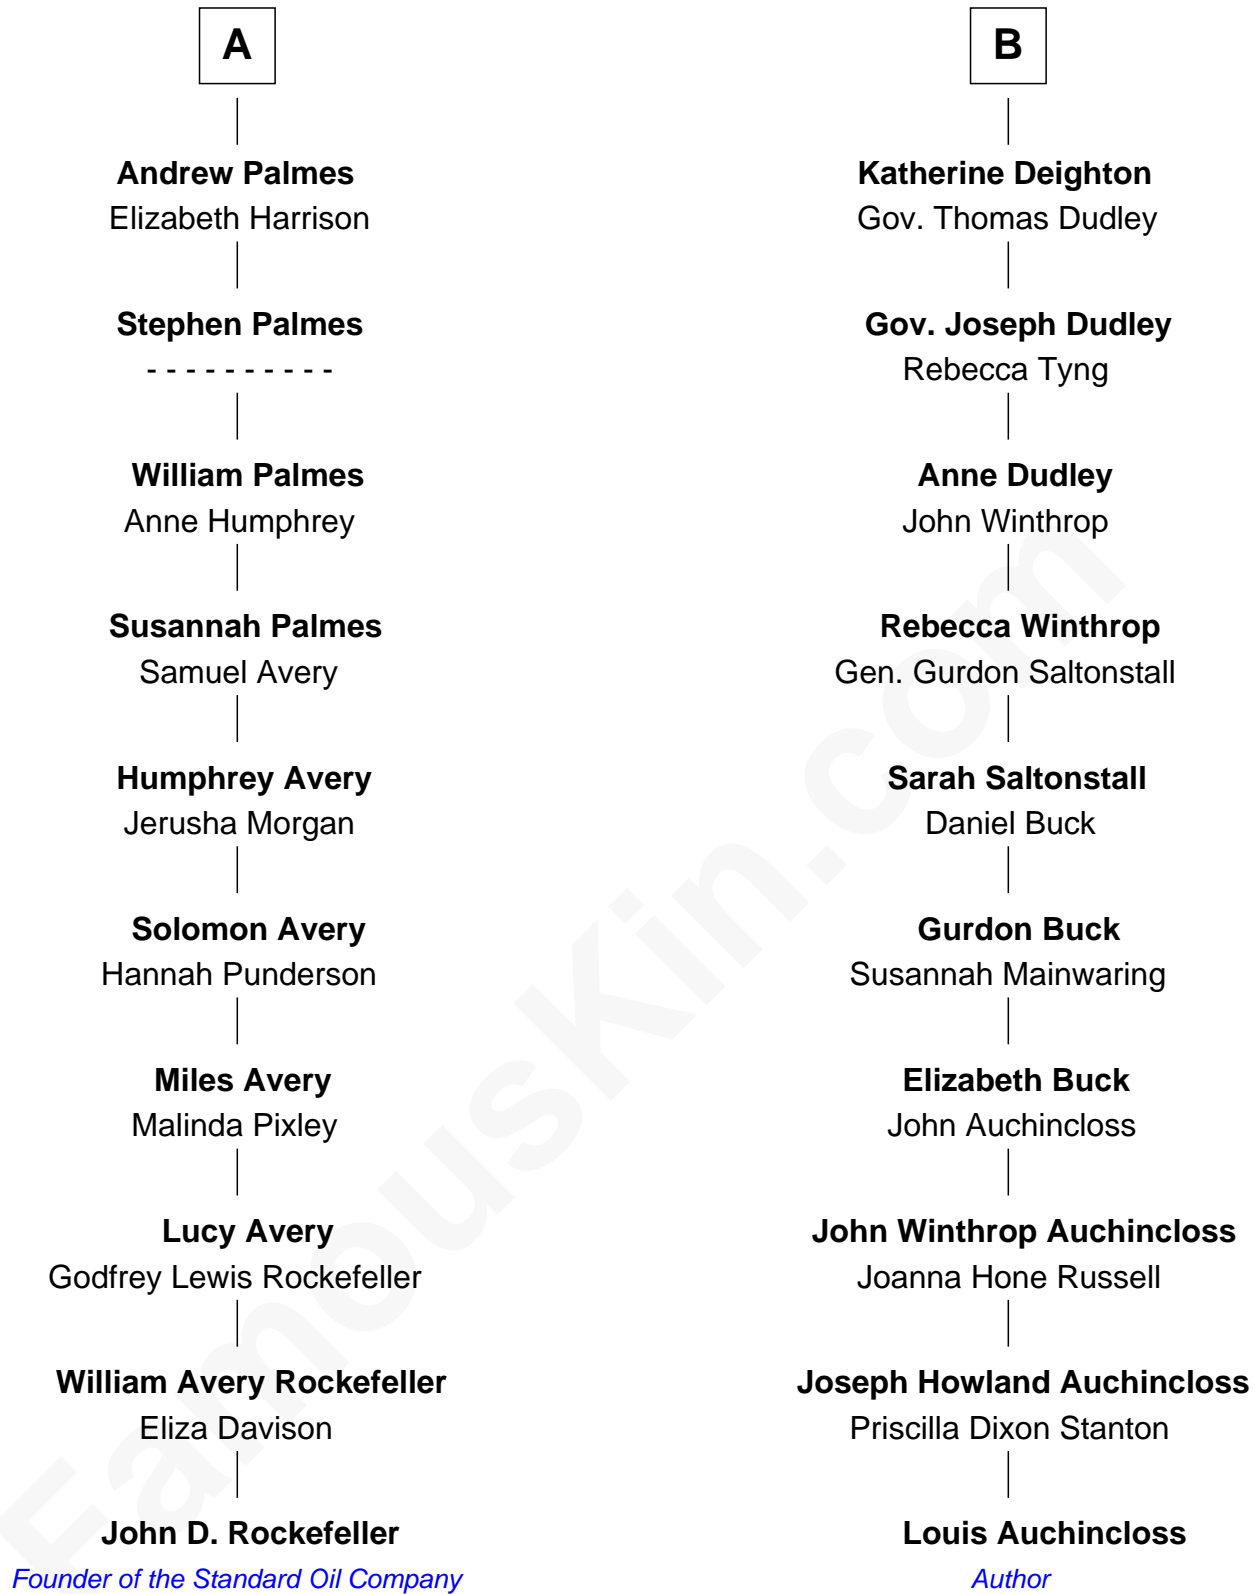 A
Andrew Palmes
Elizabeth Harrison
Stephen Palmes
- - - - - - - - - -
William Palmes
Anne Humphrey
Susannah Palmes
Samuel Avery
Humphrey Avery
Jerusha Morgan
Solomon Avery
Hannah Punderson
Miles Avery
Malinda Pixley
Lucy Avery
Godfrey Lewis Rockefeller
William Avery Rockefeller
Eliza Davison
John D. Rockefeller
Founder of the Standard Oil Company
B
Katherine Deighton
Gov. Thomas Dudley
Gov. Joseph Dudley
Rebecca Tyng
Anne Dudley
John Winthrop
Rebecca Winthrop
Gen. Gurdon Saltonstall
Sarah Saltonstall
Daniel Buck
Gurdon Buck
Susannah Mainwaring
Elizabeth Buck
John Auchincloss
John Winthrop Auchincloss
Joanna Hone Russell
Joseph Howland Auchincloss
Priscilla Dixon Stanton
Louis Auchincloss
Author
FamousKin.com